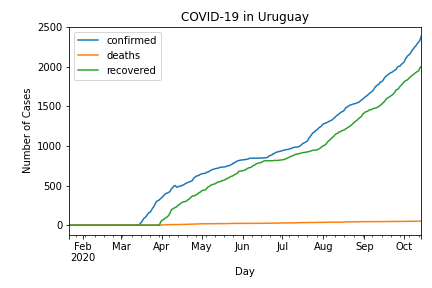 COVID-19 in Uruguay
confirmed
deaths
recovered
Number of Cases
2500
2000
1500
1000
500
0
Feb Mar Apr May Jun Jul Aug Sep Oct
2020
Day